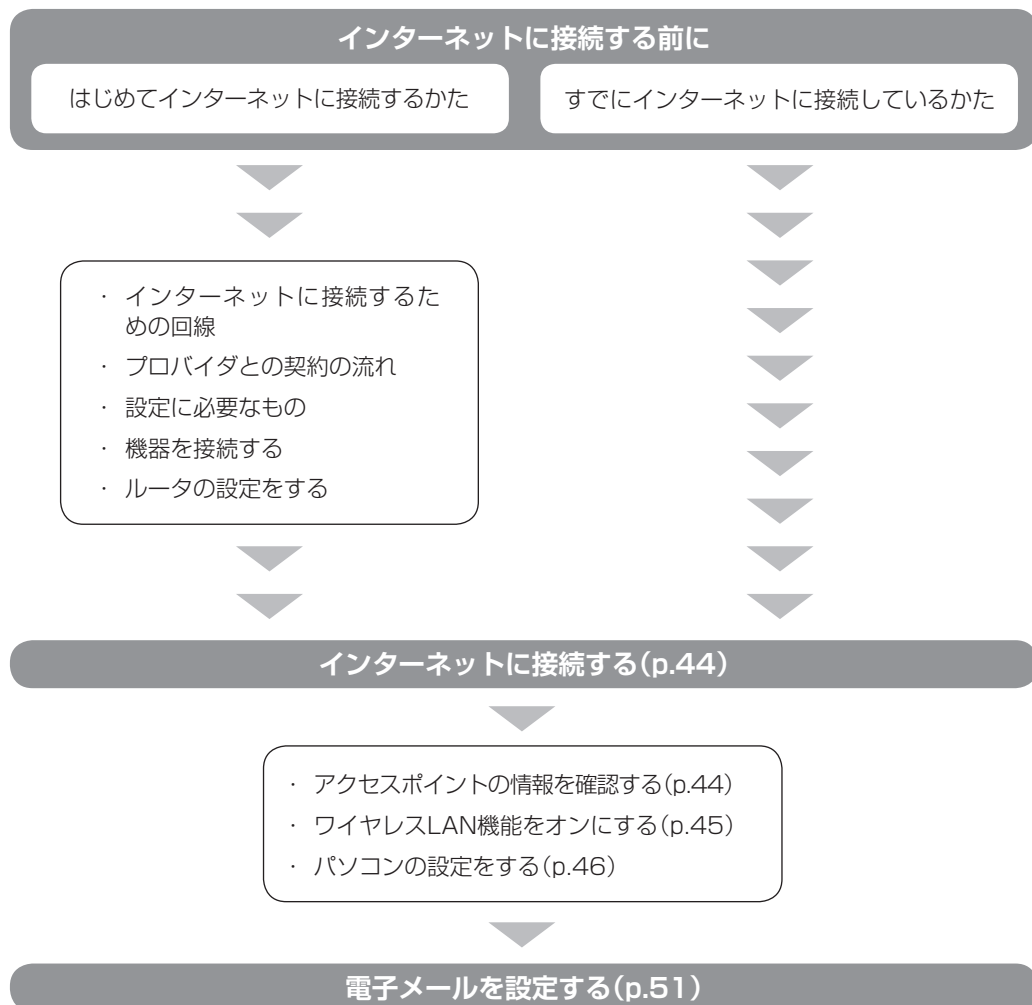 インターネットに接続する前に
はじめてインターネットに接続するかた
すでにインターネットに接続しているかた
・ インターネットに接続するた
めの回線
・ プロバイダとの契約の流れ
・ 設定に必要なもの
・ 機器を接続する
・ ルータの設定をする
インターネットに接続する(p.44)
・ アクセスポイントの情報を確認する(p.44)
・ ワイヤレスLAN機能をオンにする(p.45)
・ パソコンの設定をする(p.46)
電子メールを設定する(p.51)